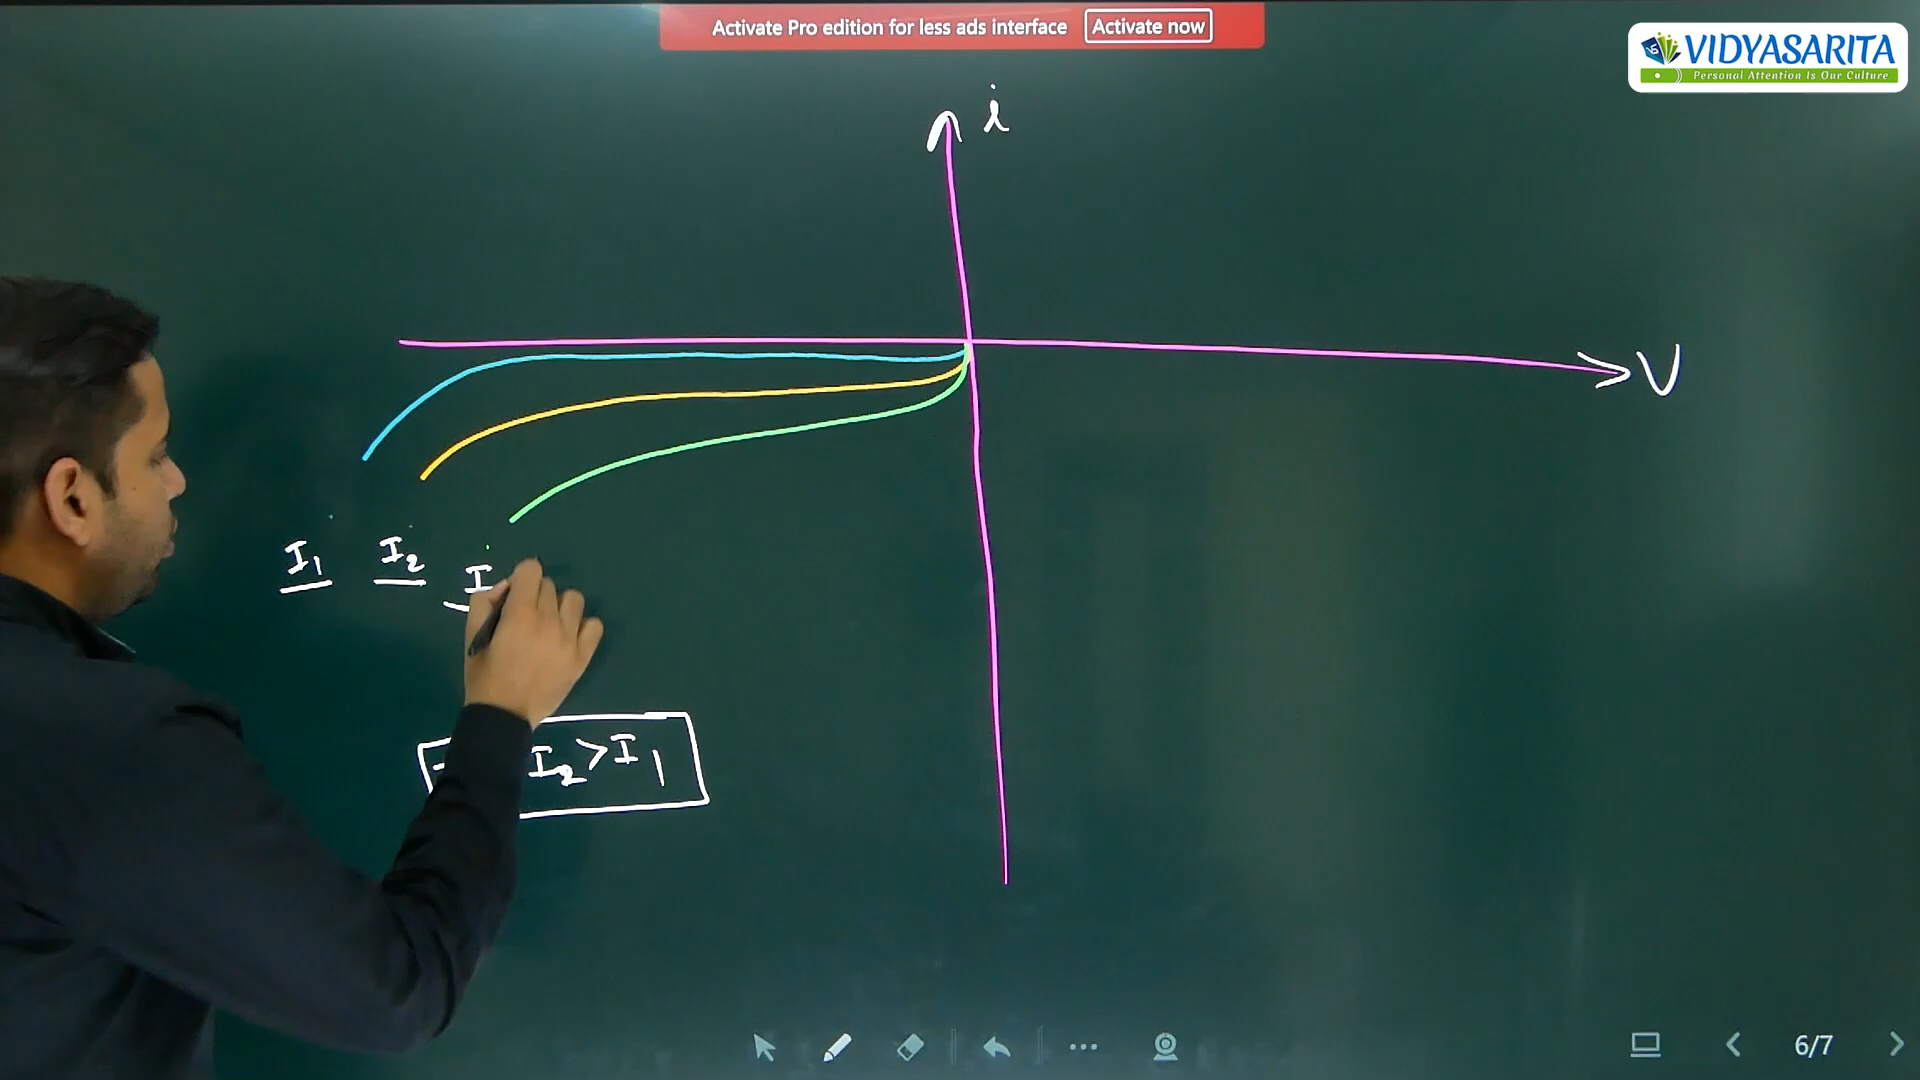 Activate Pro edition for less ads interface Activate now
VIDYASARITA
Personal Attention Is Our Culture
i
V
I₁ I₂ I
I₂ > I₁
6/7